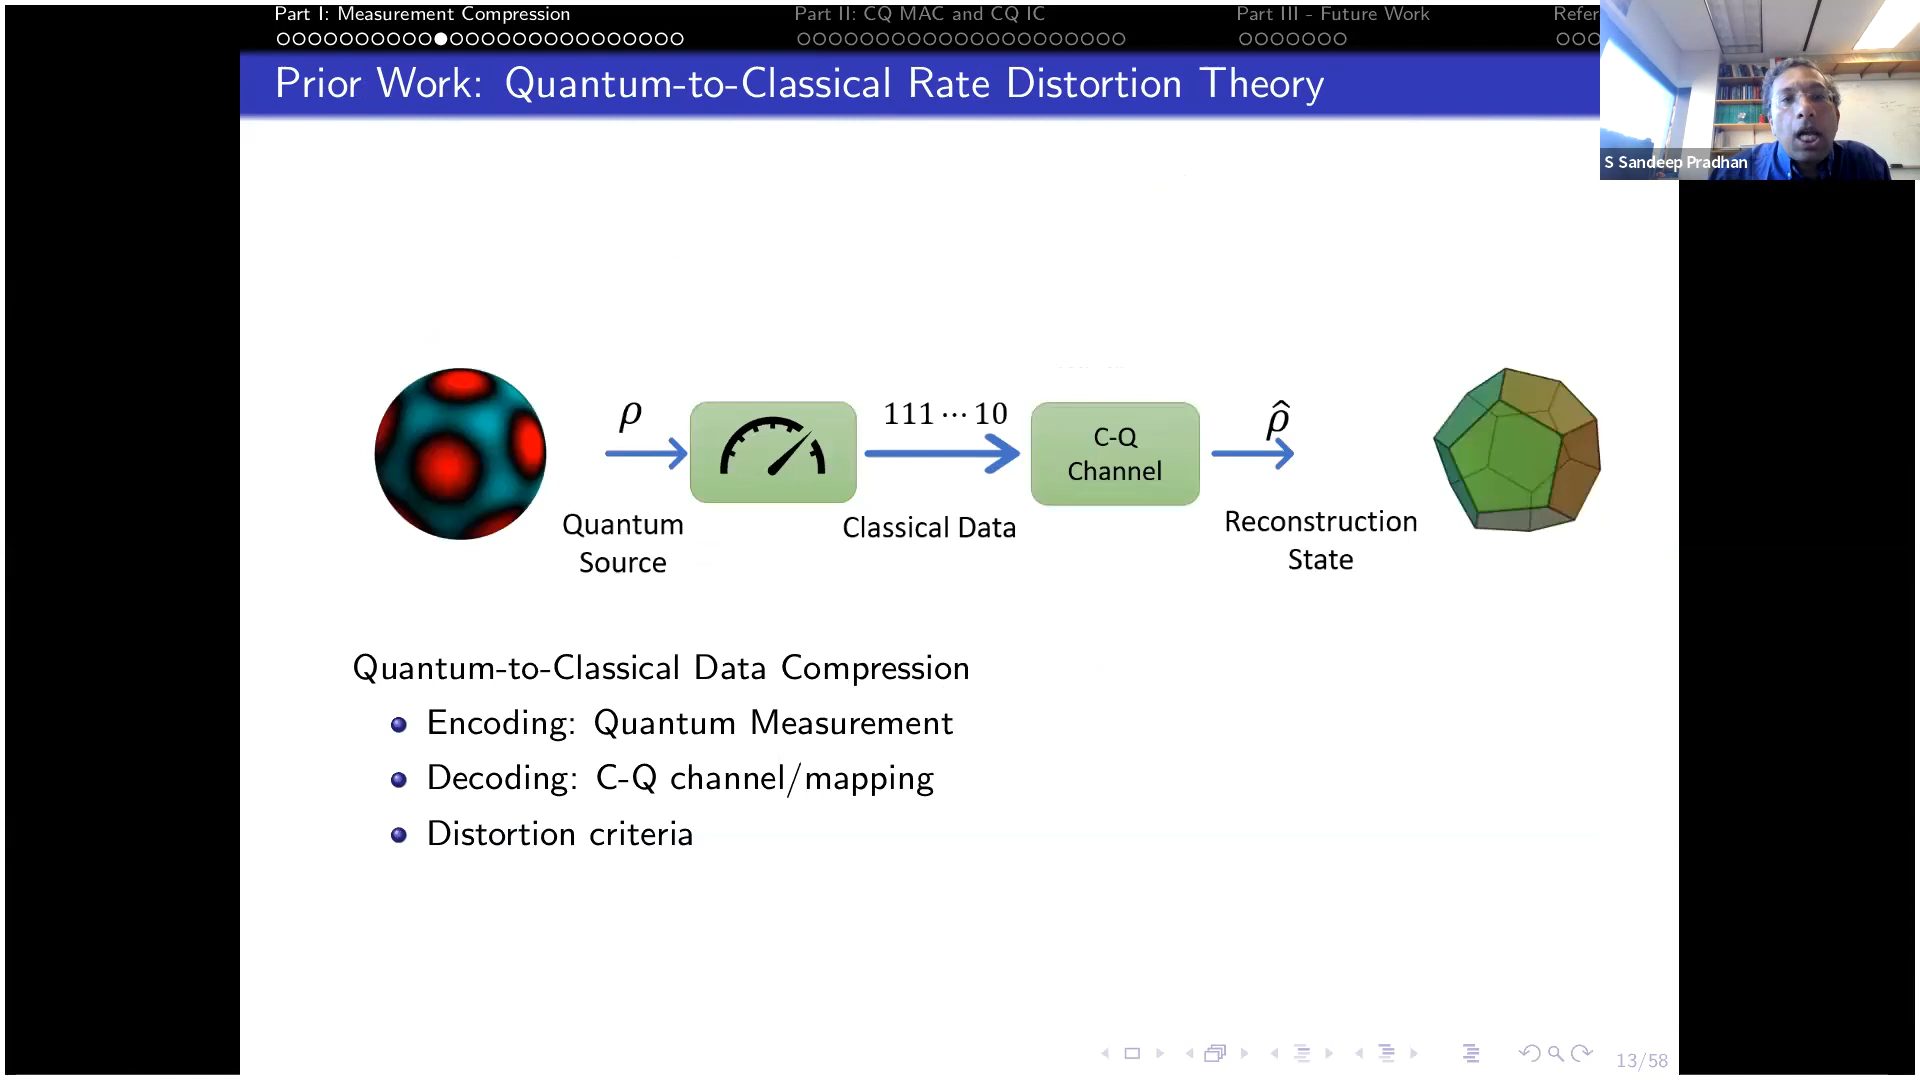 Part I: Measurement Compression
Part II: CQ MAC and CQ IC
Part III - Future Work
Refer
Prior Work: Quantum-to-Classical Rate Distortion Theory
S Sandeep Pradhan
ρ
111 ⋯ 10
C-Q
Channel
ρ̂
Quantum
Source
Classical Data
Reconstruction
State
Quantum-to-Classical Data Compression
Encoding: Quantum Measurement
Decoding: C-Q channel/mapping
Distortion criteria
13/58